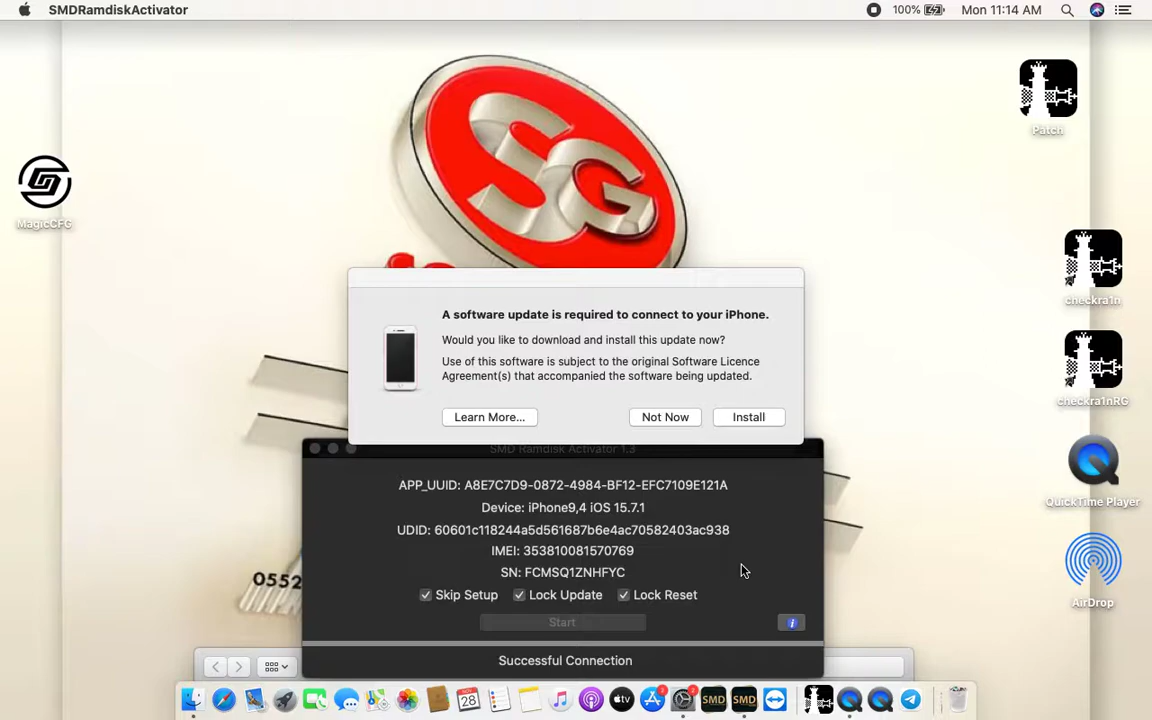 SMDRamdiskActivator
100%
Mon 11:14 AM
SG
Patch
MagicCFG
checkra1n
checkra1nRG
QuickTime Player
AirDrop
A software update is required to connect to your iPhone.
Would you like to download and install this update now?
Use of this software is subject to the original Software Licence
Agreement(s) that accompanied the software being updated.
Learn More...
Not Now
Install
SMD Ramdisk Activator 1.3
APP_UUID: A8E7C7D9-0872-4984-BF12-EFC7109E121A
Device: iPhone9,4 iOS 15.7.1
UDID: 60601c118244a5d561687b6e4ac70582403ac938
IMEI: 353810081570769
SN: FCMSQ1ZNHFYC
Skip Setup
Lock Update
Lock Reset
Start
Successful Connection
0552
28
SMD
SMD